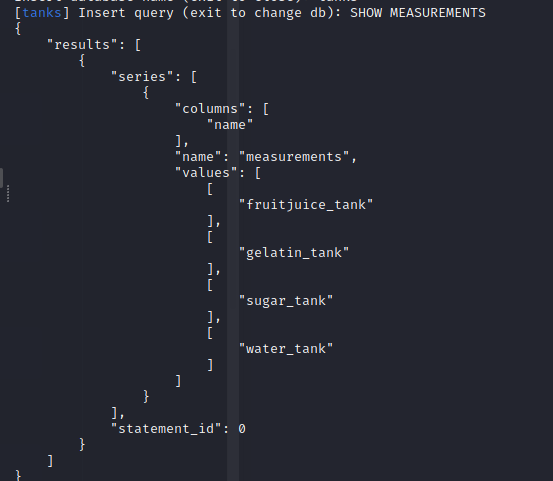 [tanks] Insert query (exit to change db): SHOW MEASUREMENTS
{
    "results": [
        {
            "series": [
                {
                    "columns": [
                        "name"
                    ],
                    "name": "measurements",
                    "values": [
                        [
                            "fruitjuice_tank"
                        ],
                        [
                            "gelatin_tank"
                        ],
                        [
                            "sugar_tank"
                        ],
                        [
                            "water_tank"
                        ]
                    ]
                }
            ],
            "statement_id": 0
        }
    ]
}